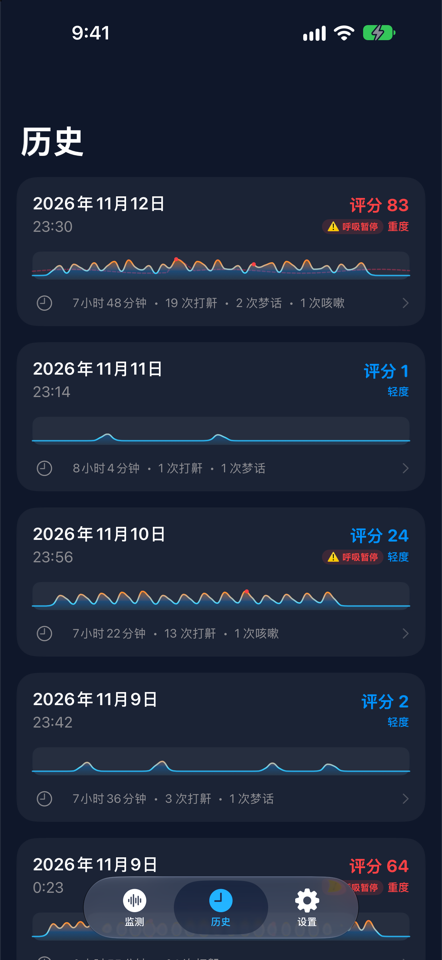 9:41
历史
2026年11月12日
评分 83
23:30
呼吸暂停 重度
7小时48分钟 • 19 次打鼾 • 2 次梦话 • 1 次咳嗽
2026年11月11日
评分 1
23:14
轻度
8小时4分钟 • 1 次打鼾 • 1 次梦话
2026年11月10日
评分 24
23:56
呼吸暂停 轻度
7小时22分钟 • 13 次打鼾 • 1 次咳嗽
2026年11月9日
评分 2
23:42
轻度
7小时36分钟 • 3 次打鼾 • 1 次梦话
2026年11月9日
评分 64
0:23
呼吸暂停 重度
监测
历史
设置